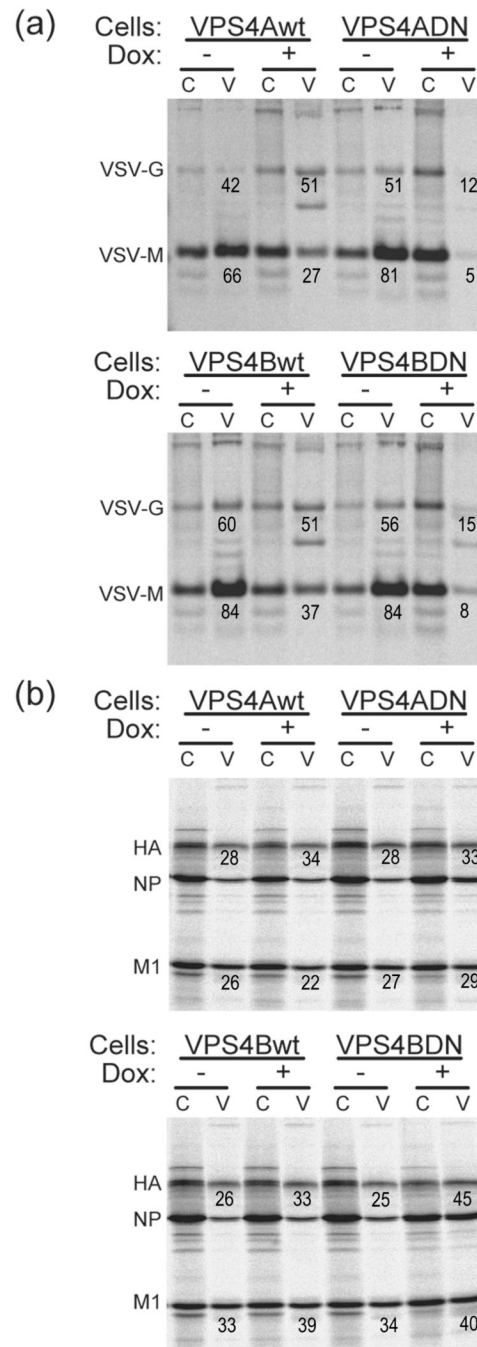 (a)
Cells: VPS4Awt VPS4ADN
Dox: - + - +
C V C V C V C V
VSV-G
42 51 51 12
VSV-M
66 27 81 5
Cells: VPS4Bwt VPS4BDN
Dox: - + - +
C V C V C V C V
VSV-G
60 51 56 15
VSV-M
84 37 84 8
(b)
Cells: VPS4Awt VPS4ADN
Dox: - + - +
C V C V C V C V
HA
28 34 28 33
NP
M1
26 22 27 29
Cells: VPS4Bwt VPS4BDN
Dox: - + - +
C V C V C V C V
HA
26 33 25 45
NP
M1
33 39 34 40